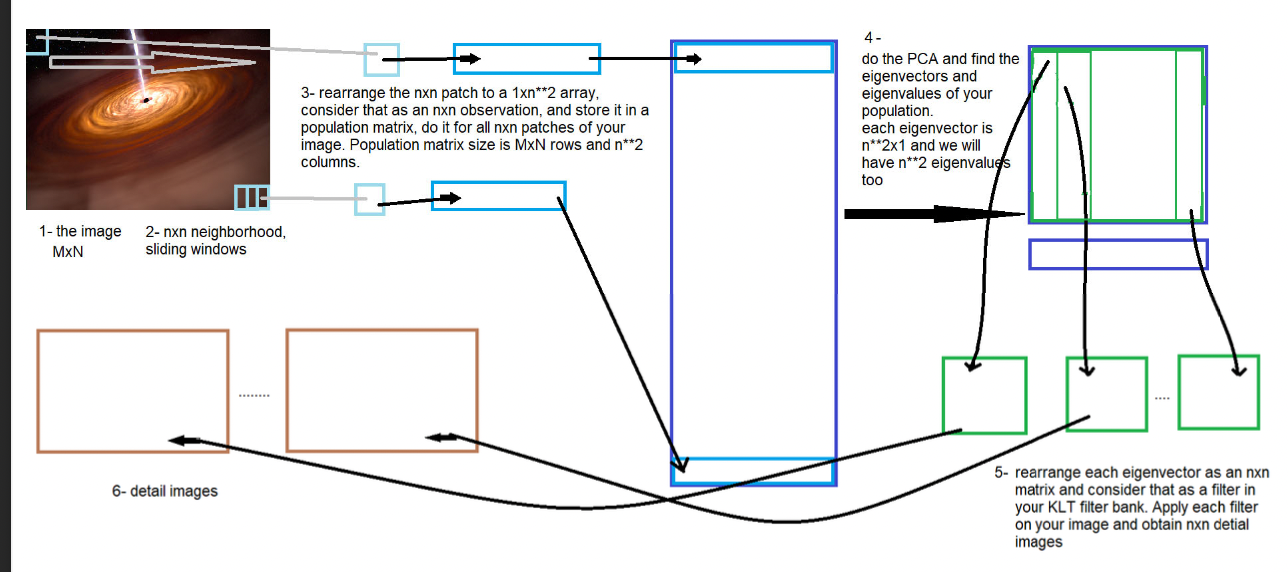 1- the image
MxN
2- nxn neighborhood,
sliding windows
3- rearrange the nxn patch to a 1xn**2 array,
consider that as an nxn observation, and store it in a
population matrix, do it for all nxn patches of your
image. Population matrix size is MxN rows and n**2
columns.
4 -
do the PCA and find the
eigenvectors and
eigenvalues of your
population.
each eigenvector is
n**2x1 and we will
have n**2 eigenvalues
too
5- rearrange each eigenvector as an nxn
matrix and consider that as a filter in
your KLT filter bank. Apply each filter
on your image and obtain nxn detial
images
6- detail images
........
....